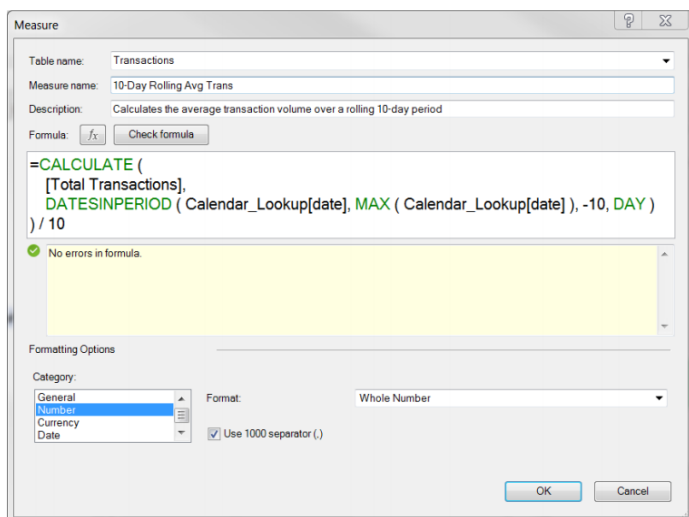 Measure
Table name: Transactions
Measure name: 10-Day Rolling Avg Trans
Description: Calculates the average transaction volume over a rolling 10-day period
Formula: fx Check formula
=CALCULATE (
[Total Transactions],
DATESINPERIOD ( Calendar_Lookup[date], MAX ( Calendar_Lookup[date] ), -10, DAY )
) / 10
No errors in formula.
Formatting Options
Category:
General Format: Whole Number
Number
Currency Use 1000 separator (,)
Date
OK Cancel